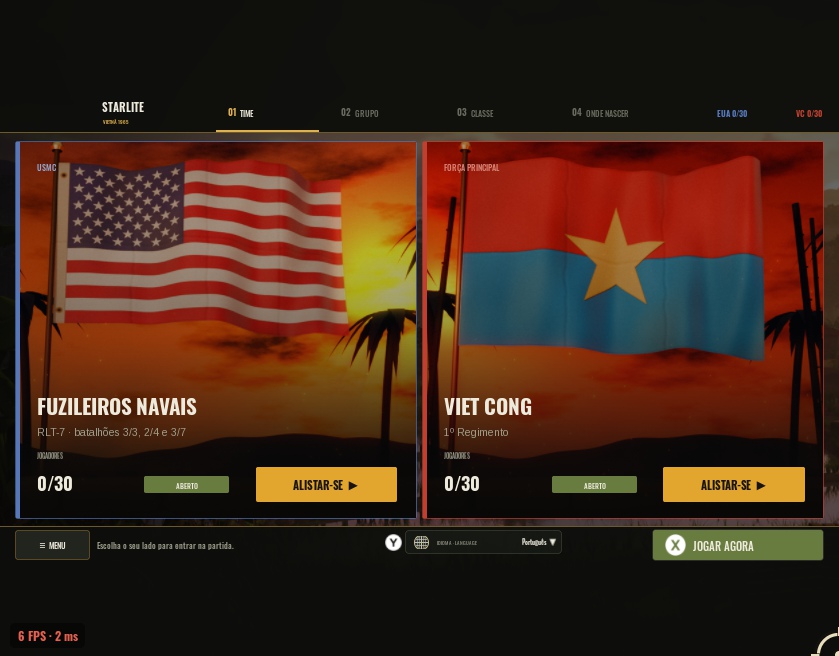 STARLITE
VIETNÃ 1965
01 TIME
02 GRUPO
03 CLASSE
04 ONDE NASCER
EUA 0/30
VC 0/30
USMC
FUZILEIROS NAVAIS
RLT-7 · batalhões 3/3, 2/4 e 3/7
JOGADORES
0/30
ABERTO
ALISTAR-SE ▶
FORÇA PRINCIPAL
VIET CONG
1º Regimento
JOGADORES
0/30
ABERTO
ALISTAR-SE ▶
≡ MENU
Escolha o seu lado para entrar na partida.
Y
IDIOMA · LANGUAGE
Português ▼
X JOGAR AGORA
6 FPS · 2 ms